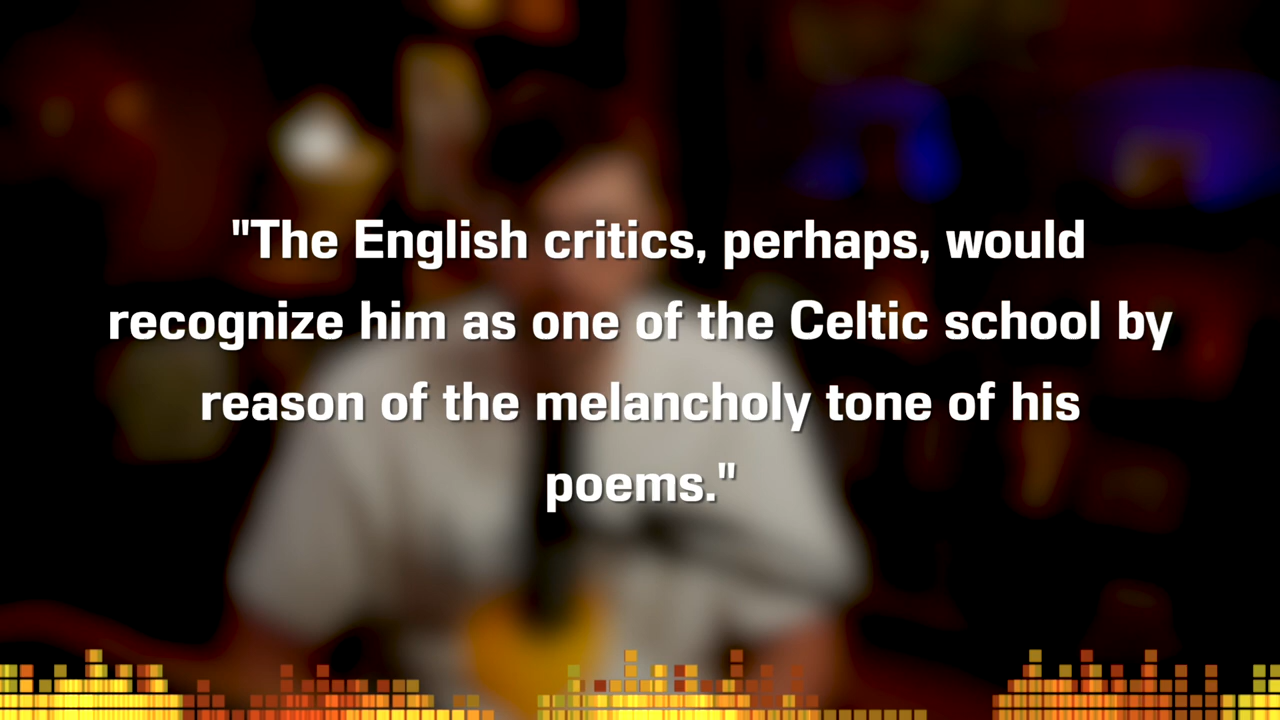 "The English critics, perhaps, would
recognize him as one of the Celtic school by
reason of the melancholy tone of his
poems."